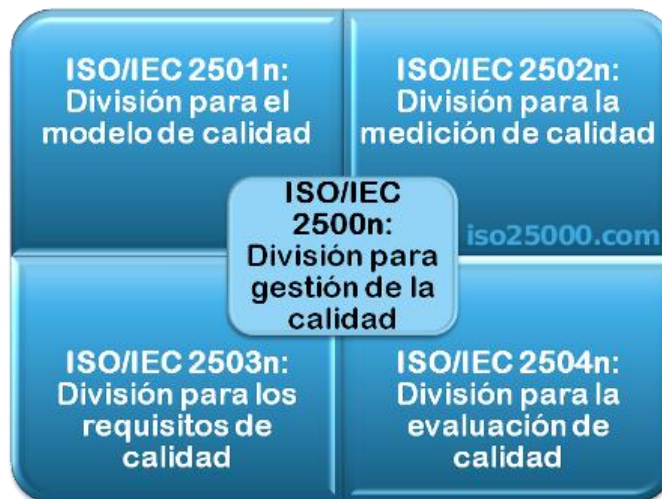 ISO/IEC 2501n:
División para el
modelo de calidad
ISO/IEC 2502n:
División para la
medición de calidad
ISO/IEC
2500n:
División para
gestión de la
calidad
iso25000.com
ISO/IEC 2503n:
División para los
requisitos de
calidad
ISO/IEC 2504n:
División para la
evaluación de
calidad